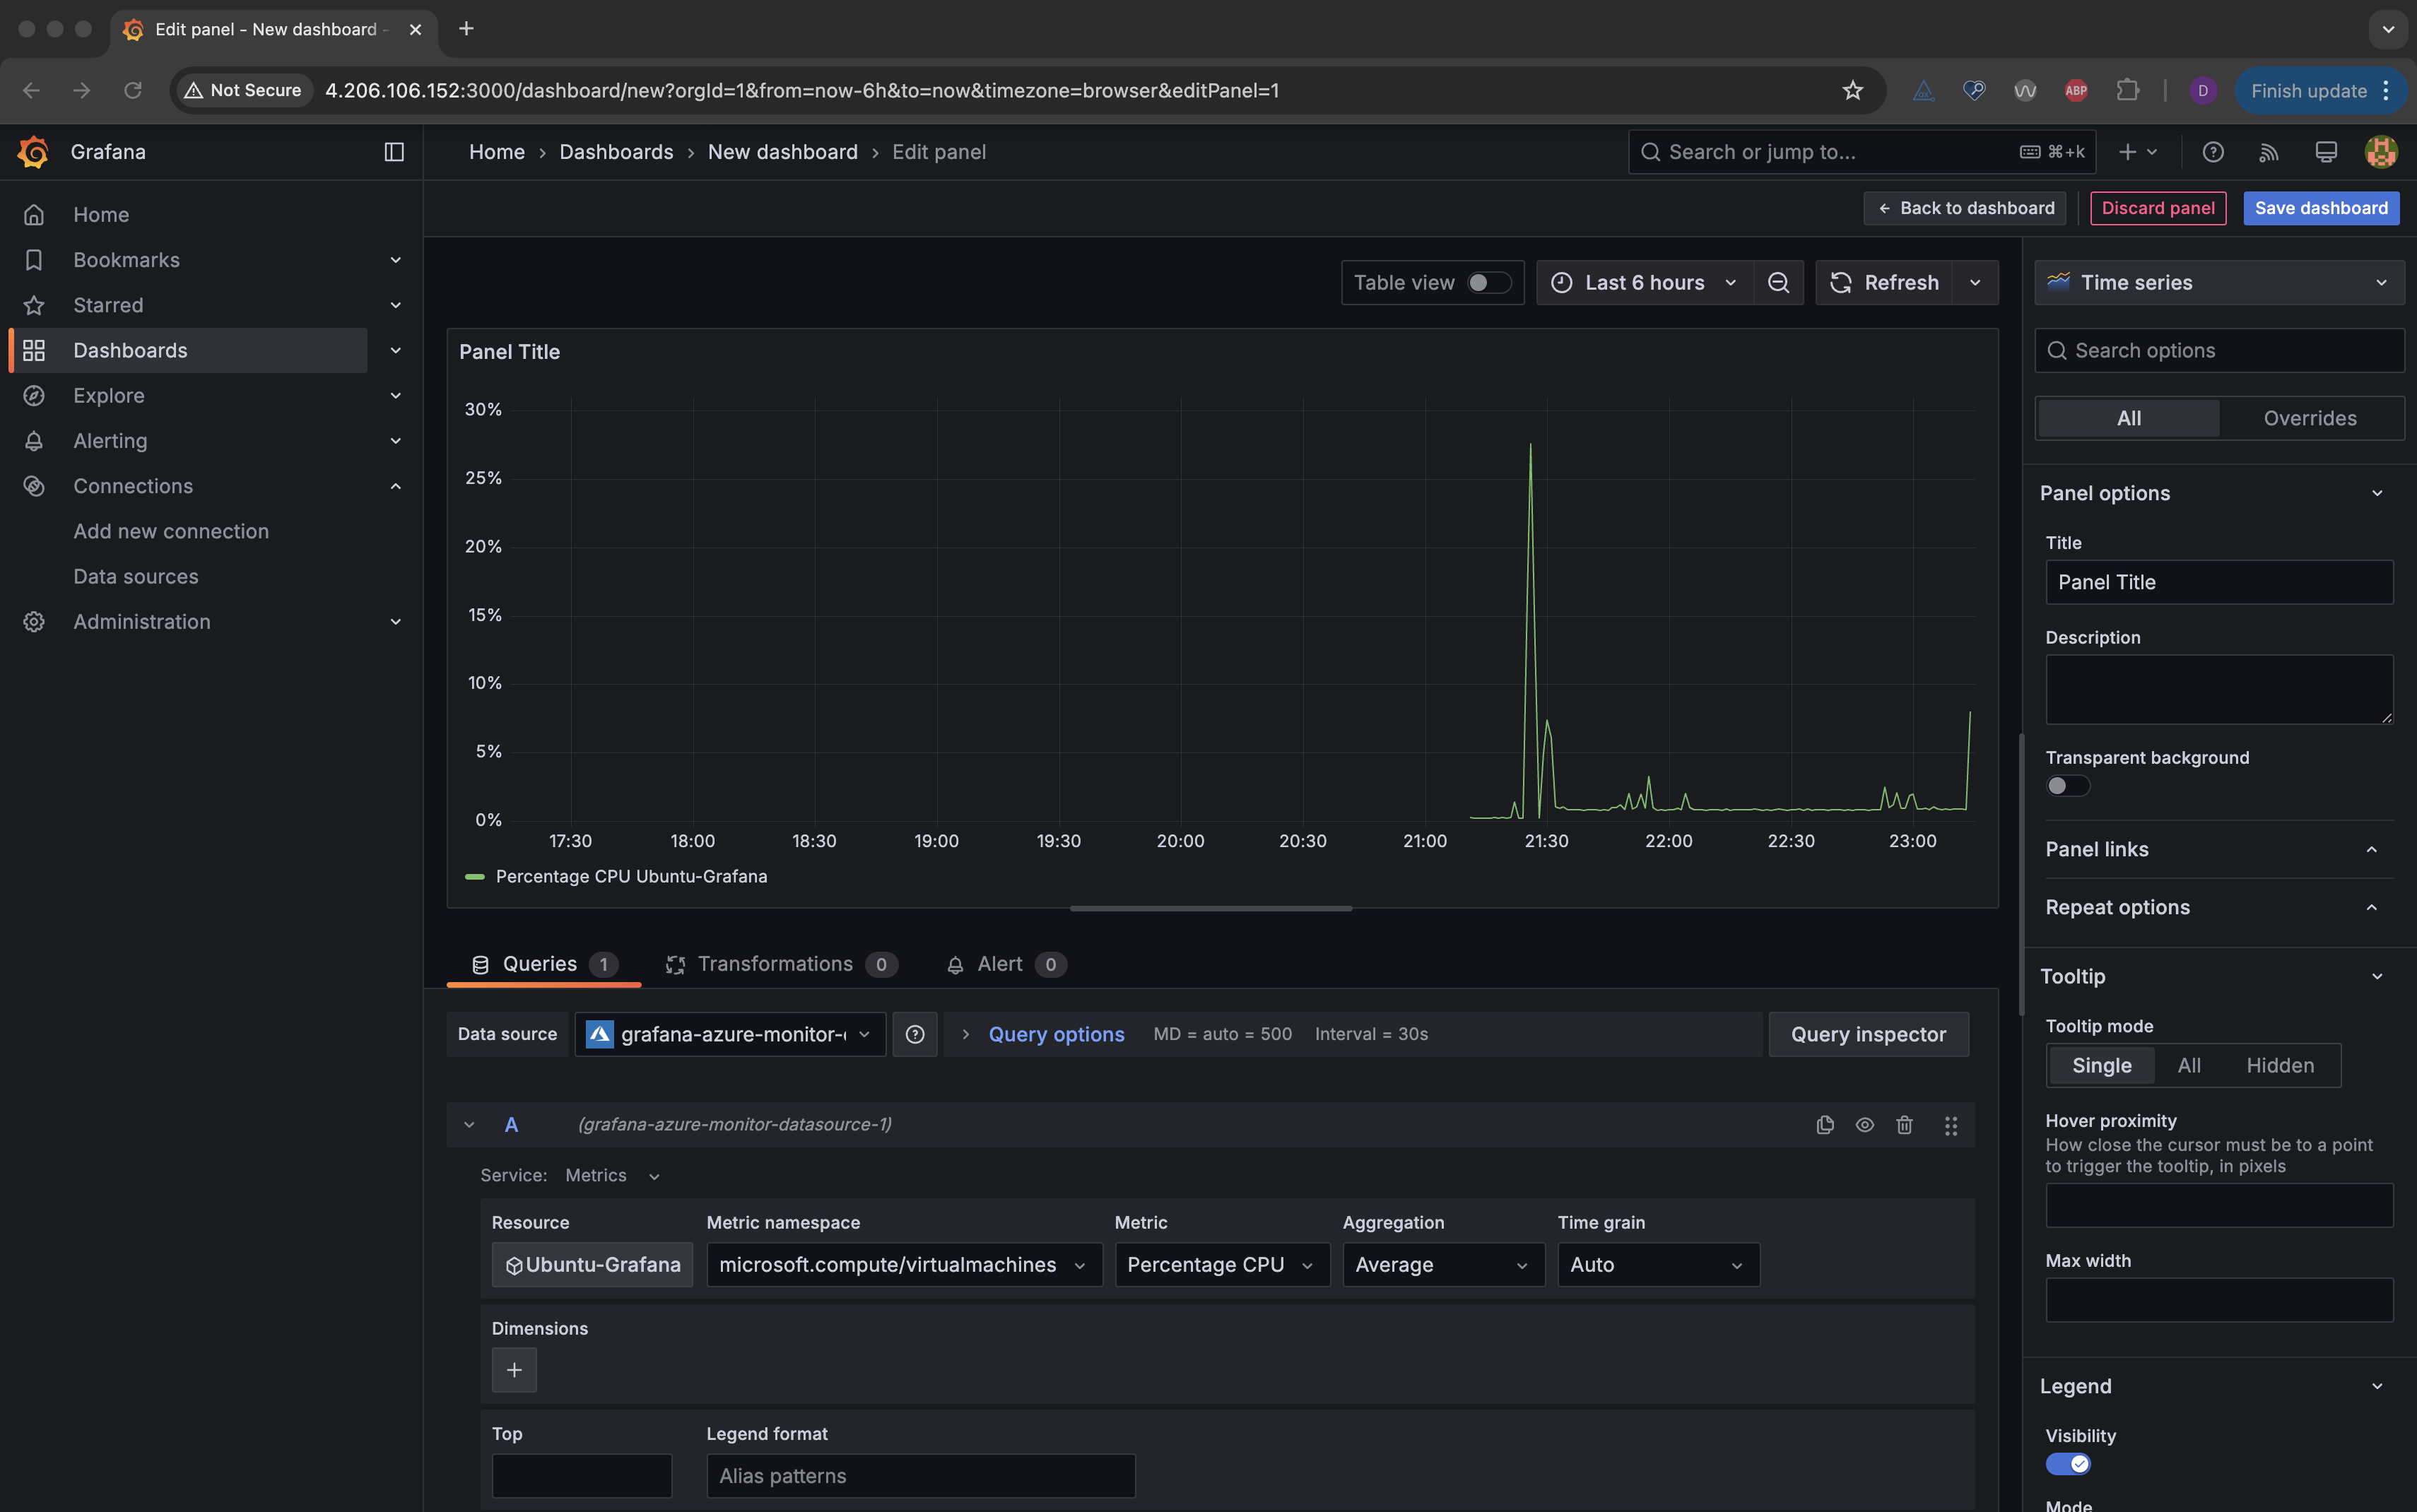 Edit panel - New dashboard -
Not Secure
4.206.106.152:3000/dashboard/new?orgId=1&from=now-6h&to=now&timezone=browser&editPanel=1
ABP
D
Finish update
Grafana
Home › Dashboards › New dashboard › Edit panel
Search or jump to...
⌘+k
Back to dashboard
Discard panel
Save dashboard
Home
Bookmarks
Starred
Dashboards
Explore
Alerting
Connections
Add new connection
Data sources
Administration
Table view
Last 6 hours
Refresh
Panel Title
30%
25%
20%
15%
10%
5%
0%
17:30 18:00 18:30 19:00 19:30 20:00 20:30 21:00 21:30 22:00 22:30 23:00
Percentage CPU Ubuntu-Grafana
Queries 1
Transformations 0
Alert 0
Data source
grafana-azure-monitor-
Query options
MD = auto = 500
Interval = 30s
Query inspector
A
(grafana-azure-monitor-datasource-1)
Service: Metrics
Resource Metric namespace Metric Aggregation Time grain
Ubuntu-Grafana microsoft.compute/virtualmachines Percentage CPU Average Auto
Dimensions
Top Legend format
Alias patterns
Time series
Search options
All Overrides
Panel options
Title
Panel Title
Description
Transparent background
Panel links
Repeat options
Tooltip
Tooltip mode
Single All Hidden
Hover proximity
How close the cursor must be to a point
to trigger the tooltip, in pixels
Max width
Legend
Visibility
Mode